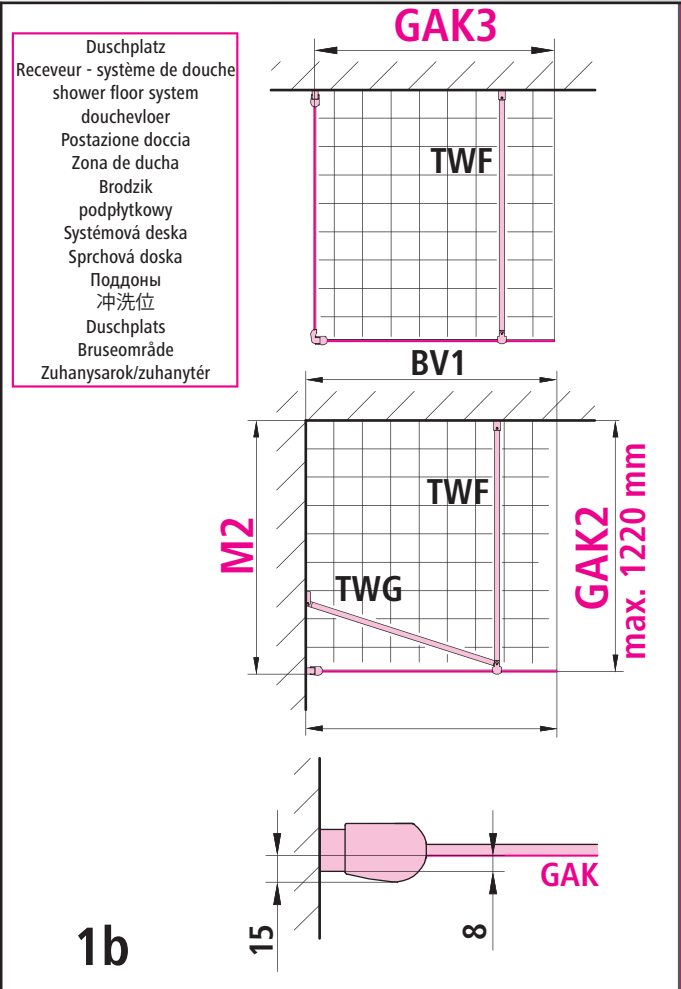 Duschplatz
Receveur - système de douche
shower floor system
douchevloer
Postazione doccia
Zona de ducha
Brodzik
podpłytkowy
Systémová deska
Sprchová doska
Поддоны
冲洗位
Duschplats
Bruseområde
Zuhanysarok/zuhanytér
GAK3
TWF
BV1
M2
TWF
TWG
GAK2
max. 1220 mm
GAK
15
8
1b